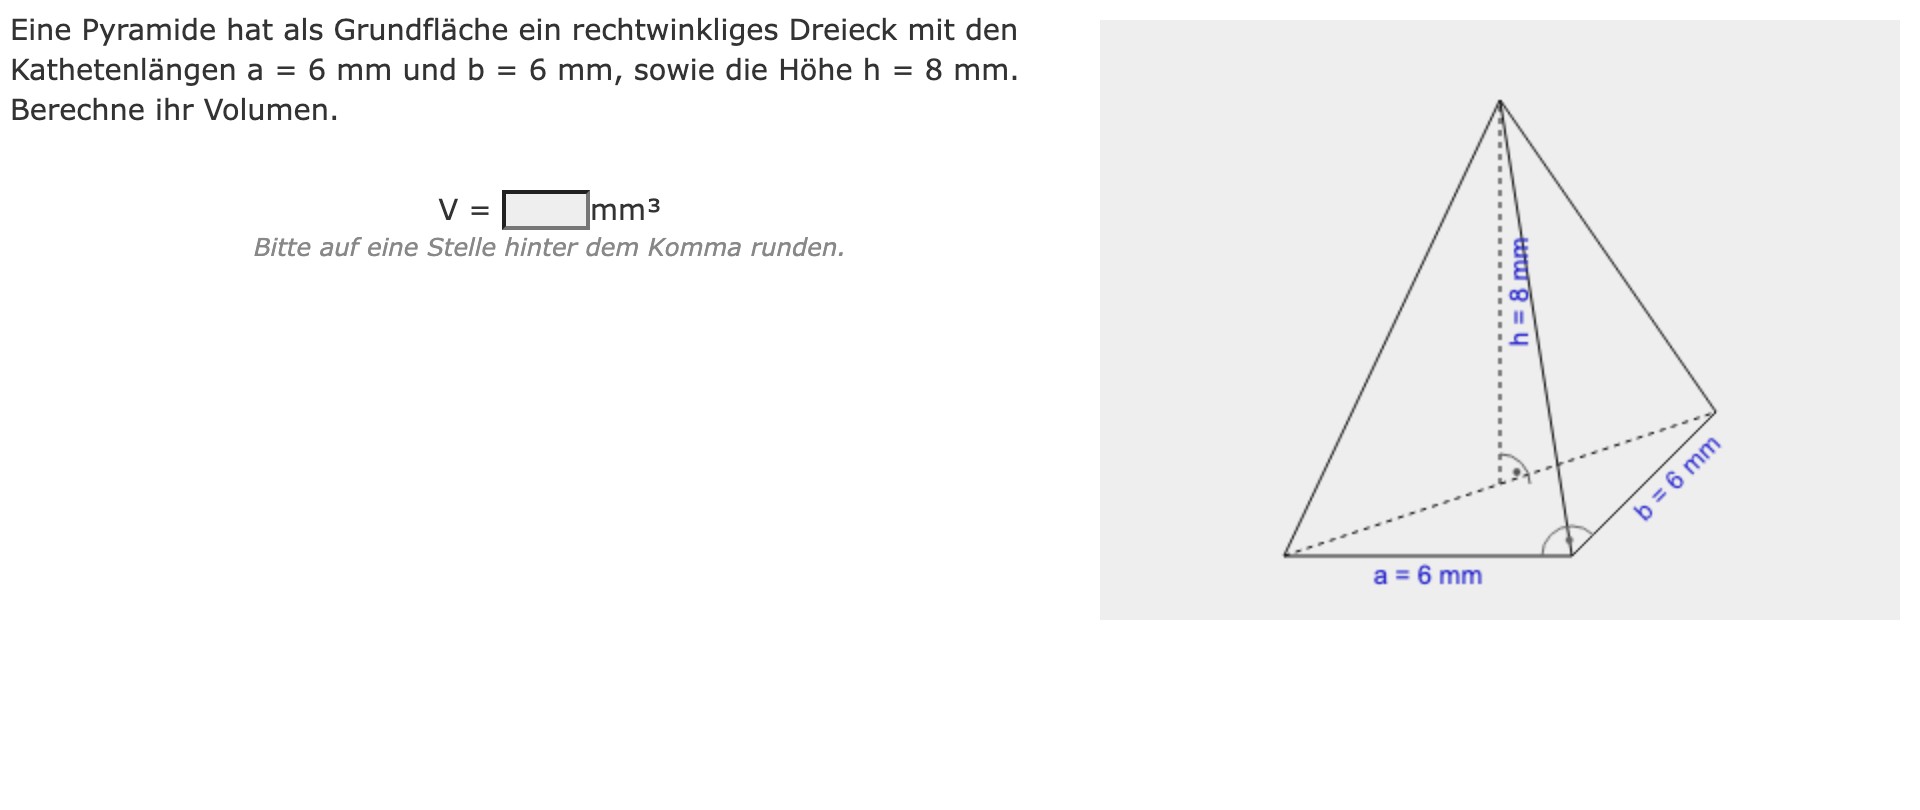 Eine Pyramide hat als Grundfläche ein rechtwinkliges Dreieck mit den
Kathetenlängen a = 6 mm und b = 6 mm, sowie die Höhe h = 8 mm.
Berechne ihr Volumen.
V = mm³
Bitte auf eine Stelle hinter dem Komma runden.
h = 8 mm
b = 6 mm
a = 6 mm